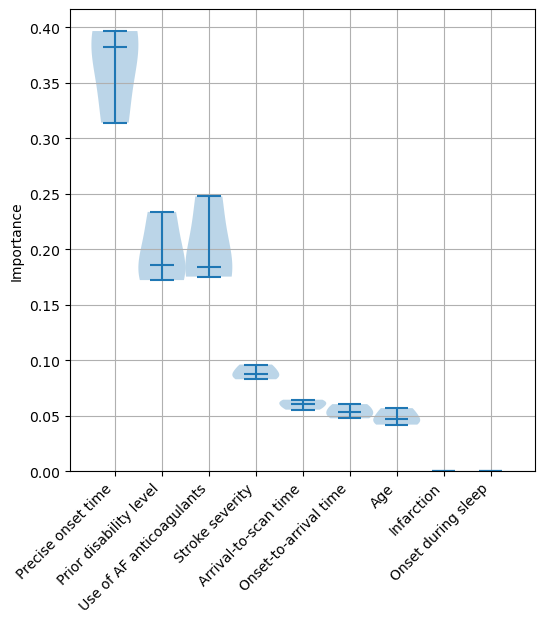 0.40
0.35
0.30
0.25
0.20
0.15
0.10
0.05
0.00
Importance
Precise onset time
Prior disability level
Use of AF anticoagulants
Stroke severity
Arrival-to-scan time
Onset-to-arrival time
Age
Infarction
Onset during sleep